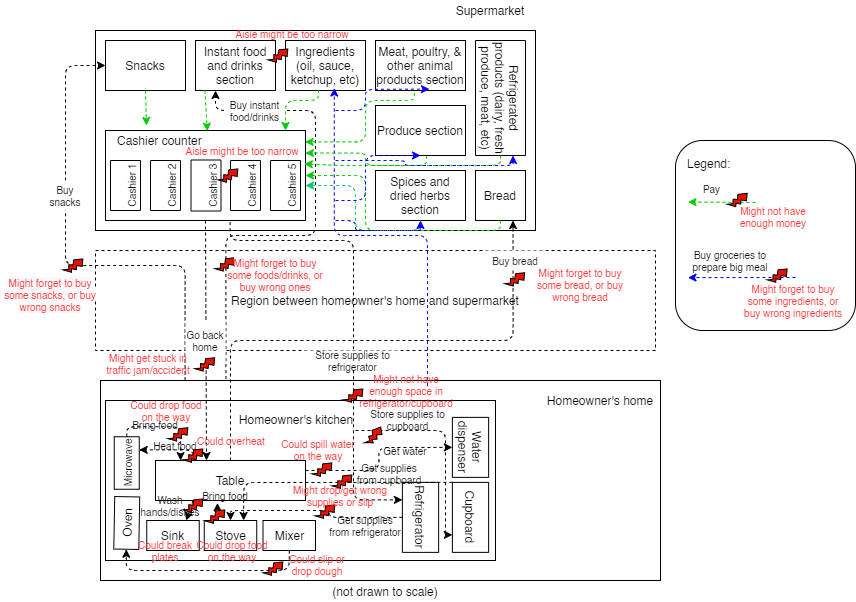 Supermarket
Aisle might be too narrow
Snacks
Instant food
and drinks
section
Ingredients
(oil, sauce,
ketchup, etc)
Meat, poultry, &
other animal
products section
Refrigerated
products (dairy, fresh
produce, meat, etc)
Buy instant
food/drinks
Produce section
Cashier counter
Aisle might be too narrow
Cashier 1
Cashier 2
Cashier 3
Cashier 4
Cashier 5
Spices and
dried herbs
section
Bread
Buy
snacks
Legend:
Pay
Might not have
enough money
Buy groceries to
prepare big meal
Might forget to buy
some ingredients, or
buy wrong ingredients
Might forget to buy
some snacks, or buy
wrong snacks
Might forget to buy
some foods/drinks, or
buy wrong ones
Buy bread
Might forget to buy
some bread, or buy
wrong bread
Region between homeowner's home and supermarket
Go back
home
Might get stuck in
traffic jam/accident
Store supplies to
refrigerator
Might not have
enough space in
refrigerator/cupboard
Homeowner's home
Could drop food
on the way
Bring food
Homeowner's kitchen
Store supplies to
cupboard
Water
dispenser
Microwave
Heat food
Could overheat
Could spill water
on the way
Get water
Get supplies
from cupboard
Table
Might drop/get wrong
supplies or slip
Wash
hands/dishes
Bring food
Oven
Sink
Stove
Mixer
Get supplies
from refrigerator
Refrigerator
Cupboard
Could break
plates
Could drop food
on the way
Could slip or
drop dough
(not drawn to scale)